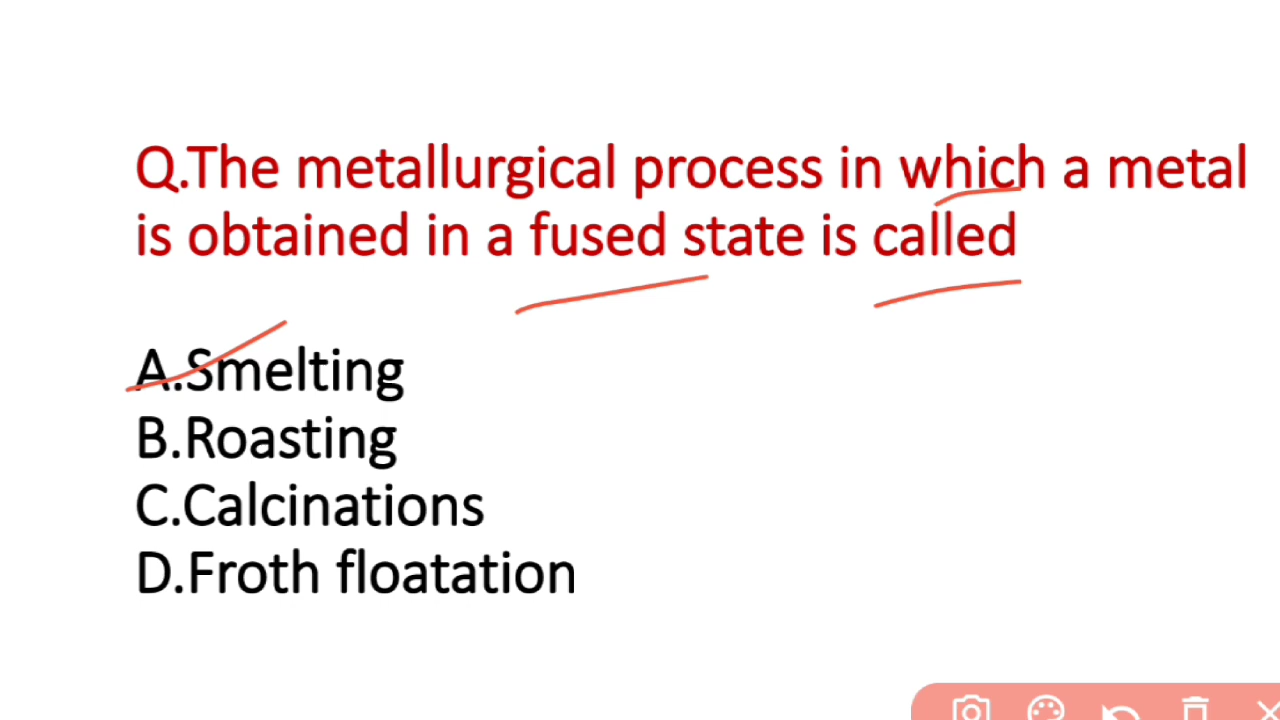 Q.The metallurgical process in which a metal
is obtained in a fused state is called
A.Smelting
B.Roasting
C.Calcinations
D.Froth floatation